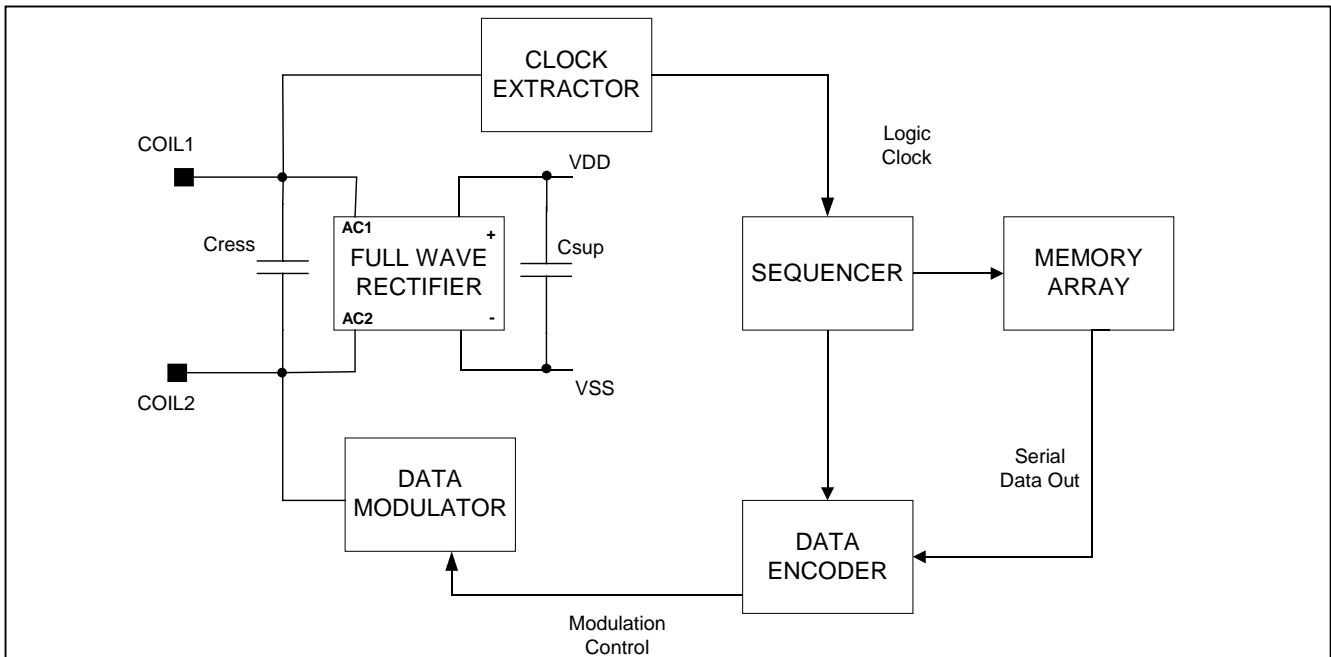 CLOCK
EXTRACTOR
Logic
Clock
COIL1
VDD
AC1
+
Cress
FULL WAVE
RECTIFIER
Csup
SEQUENCER
MEMORY
ARRAY
AC2
-
COIL2
VSS
DATA
MODULATOR
Serial
Data Out
DATA
ENCODER
Modulation
Control